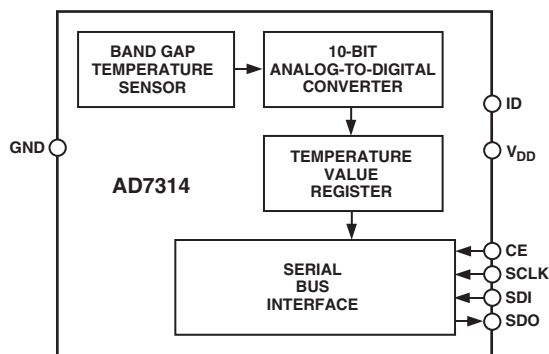 BAND GAP
TEMPERATURE
SENSOR
10-BIT
ANALOG-TO-DIGITAL
CONVERTER
ID
GND
VDD
TEMPERATURE
VALUE
REGISTER
AD7314
SERIAL
BUS
INTERFACE
CE
SCLK
SDI
SDO